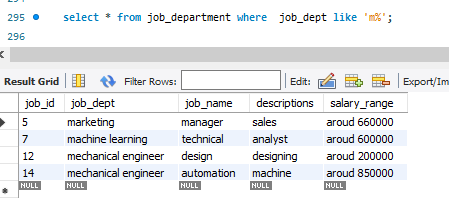 295 select * from job_department where job_dept like 'm%';
296
Result Grid Filter Rows: Edit: Export/Im
job_id job_dept job_name descriptions salary_range
5 marketing manager sales aroud 660000
7 machine learning technical analyst aroud 600000
12 mechanical engineer design designing aroud 200000
14 mechanical engineer automation machine aroud 850000
NULL NULL NULL NULL NULL